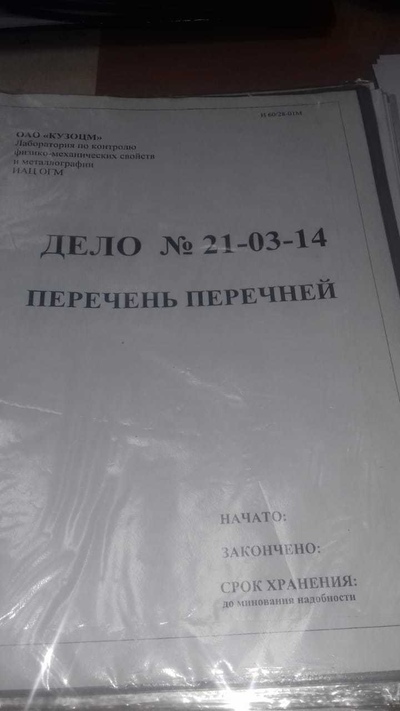 ОАО «КУЗОЦМ»
Лаборатория по контролю
физико-механических свойств
и металлографии
ИАЦ ОГМ
ДЕЛО № 21-03-14
ПЕРЕЧЕНЬ ПЕРЕЧНЕЙ
НАЧАТО:
ЗАКОНЧЕНО:
СРОК ХРАНЕНИЯ:
до минования надобности